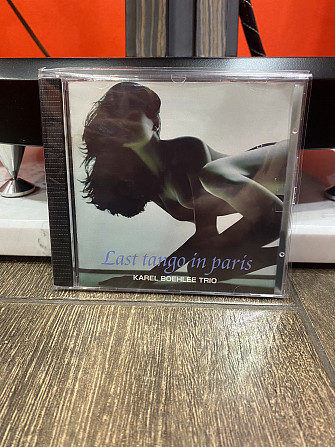 Last tango in paris
KAREL BOEHLEE TRIO